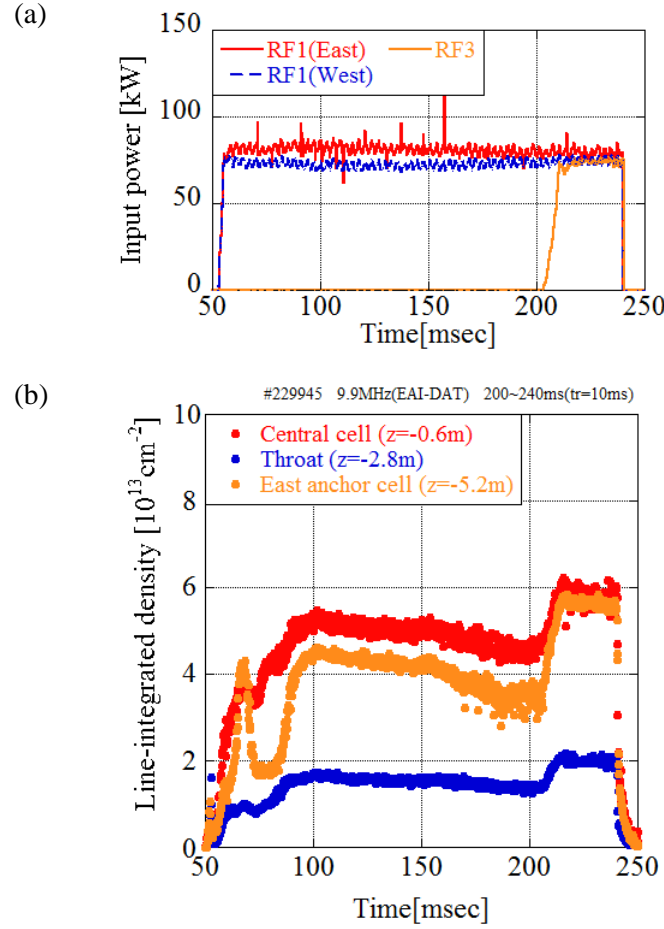 (a)
150
100
50
0
Input power [kW]
RF1(East)
RF3
RF1(West)
50 100 150 200 250
Time[msec]
(b)
#229945 9.9MHz(EAI-DAT) 200~240ms(tr=10ms)
10
8
6
4
2
0
Line-integrated density [10¹³cm⁻²]
Central cell (z=-0.6m)
Throat (z=-2.8m)
East anchor cell (z=-5.2m)
50 100 150 200 250
Time[msec]